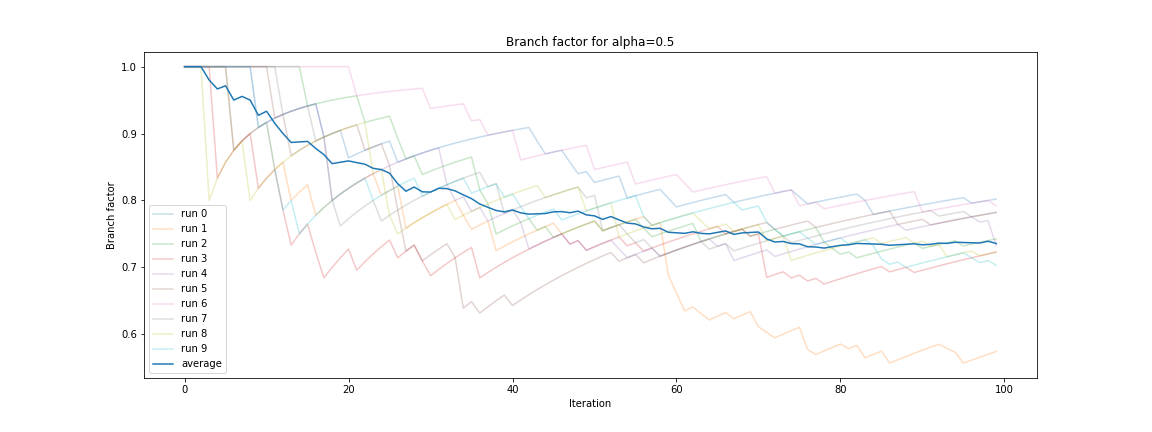 Branch factor for alpha=0.5
Branch factor
1.0
0.9
0.8
0.7
0.6
run 0
run 1
run 2
run 3
run 4
run 5
run 6
run 7
run 8
run 9
average
0 20 40 60 80 100
Iteration